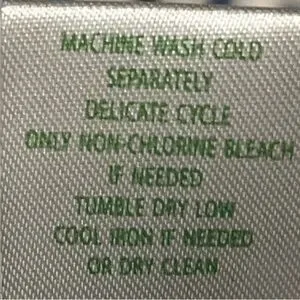 MACHINE WASH COLD
SEPARATELY
DELICATE CYCLE
ONLY NON-CHLORINE BLEACH
IF NEEDED
TUMBLE DRY LOW
COOL IRON IF NEEDED
OR DRY CLEAN